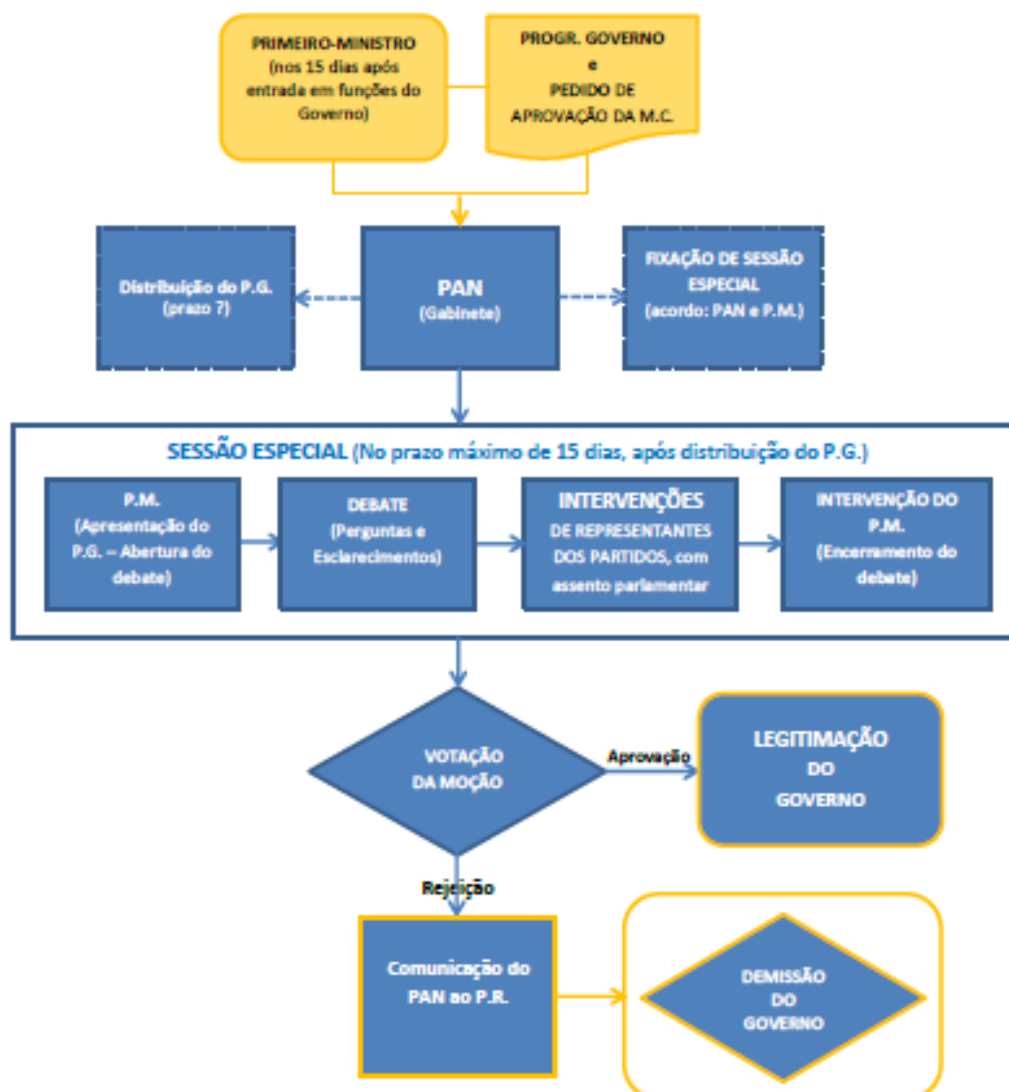 PRIMEIRO-MINISTRO
(nos 15 dias após
entrada em funções do
Governo)
PROGR. GOVERNO
e
PEDIDO DE
APROVAÇÃO DA M.C.
Distribuição do P.G.
(prazo ?)
PAN
(Gabinete)
FIXAÇÃO DE SESSÃO
ESPECIAL
(acordo: PAN e P.M.)
SESSÃO ESPECIAL (No prazo máximo de 15 dias, após distribuição do P.G.)
P.M.
(Apresentação do
P.G. – Abertura do
debate)
DEBATE
(Perguntas e
Esclarecimentos)
INTERVENÇÕES
DE REPRESENTANTES
DOS PARTIDOS, com
assento parlamentar
INTERVENÇÃO DO
P.M.
(Encerramento do
debate)
VOTAÇÃO
DA MOÇÃO
Aprovação
LEGITIMAÇÃO
DO
GOVERNO
Rejeição
Comunicação do
PAN ao P.R.
DEMISSÃO
DO
GOVERNO